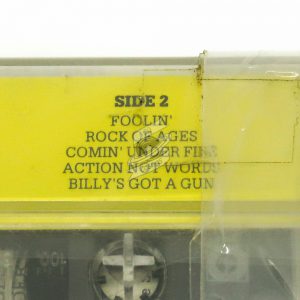 SIDE 2
'FOOLIN'
ROCK OF AGES
COMIN' UNDER FIRE
ACTION NOT WORDS
BILLY'S GOT A GUN